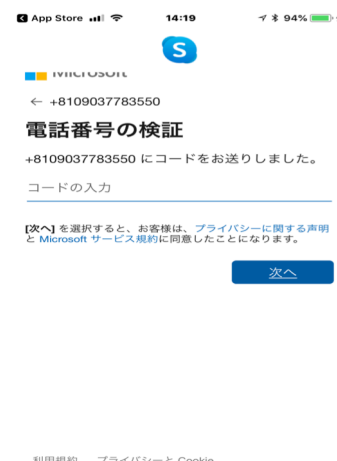 App Store 14:19 94%
S
Microsoft
← +8109037783550
電話番号の検証
+8109037783550 にコードをお送りしました。
コードの入力
[次へ] を選択すると、お客様は、プライバシーに関する声明
と Microsoft サービス規約に同意したことになります。
次へ
利用規約 プライバシーと Cookie